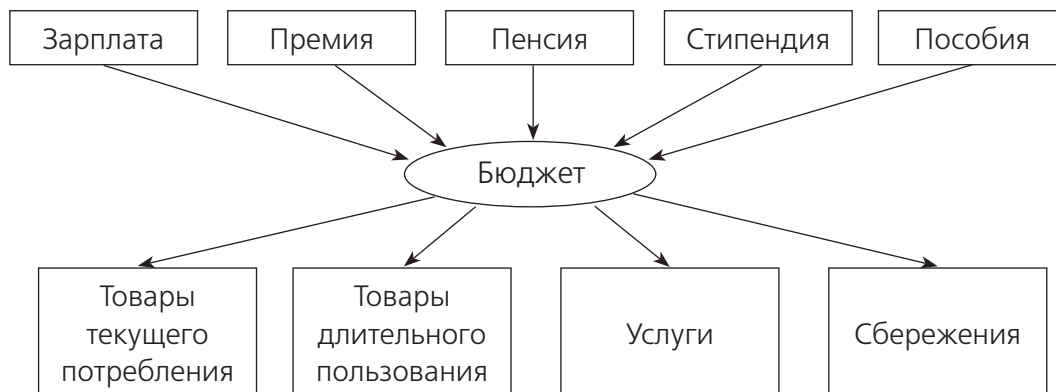 Зарплата
Премия
Пенсия
Стипендия
Пособия
Бюджет
Товары
текущего
потребления
Товары
длительного
пользования
Услуги
Сбережения